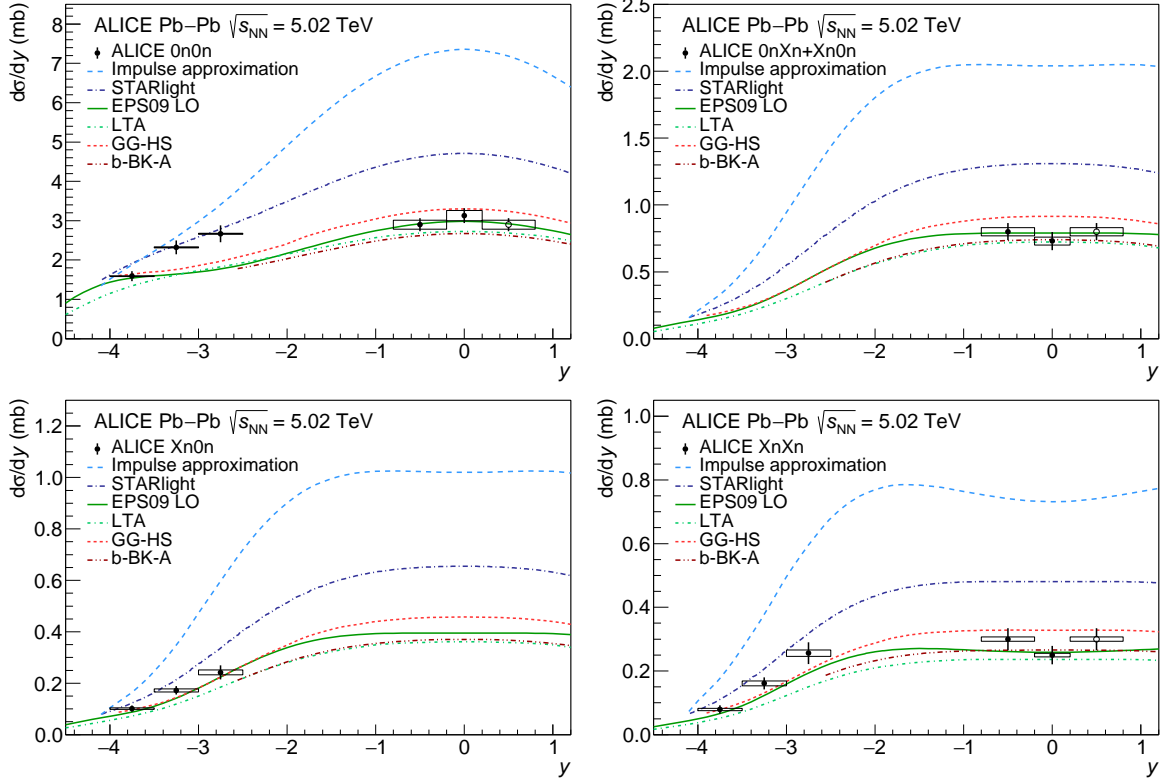 dσ/dy (mb)
ALICE Pb−Pb √sNN = 5.02 TeV
ALICE 0n0n
Impulse approximation
STARlight
EPS09 LO
LTA
GG-HS
b-BK-A
8
7
6
5
4
3
2
1
0
−4 −3 −2 −1 0 1
y
dσ/dy (mb)
ALICE Pb−Pb √sNN = 5.02 TeV
ALICE 0nXn+Xn0n
Impulse approximation
STARlight
EPS09 LO
LTA
GG-HS
b-BK-A
2.5
2.0
1.5
1.0
0.5
0.0
−4 −3 −2 −1 0 1
y
dσ/dy (mb)
ALICE Pb−Pb √sNN = 5.02 TeV
ALICE Xn0n
Impulse approximation
STARlight
EPS09 LO
LTA
GG-HS
b-BK-A
1.2
1.0
0.8
0.6
0.4
0.2
0.0
−4 −3 −2 −1 0 1
y
dσ/dy (mb)
ALICE Pb−Pb √sNN = 5.02 TeV
ALICE XnXn
Impulse approximation
STARlight
EPS09 LO
LTA
GG-HS
b-BK-A
1.0
0.8
0.6
0.4
0.2
0.0
−4 −3 −2 −1 0 1
y